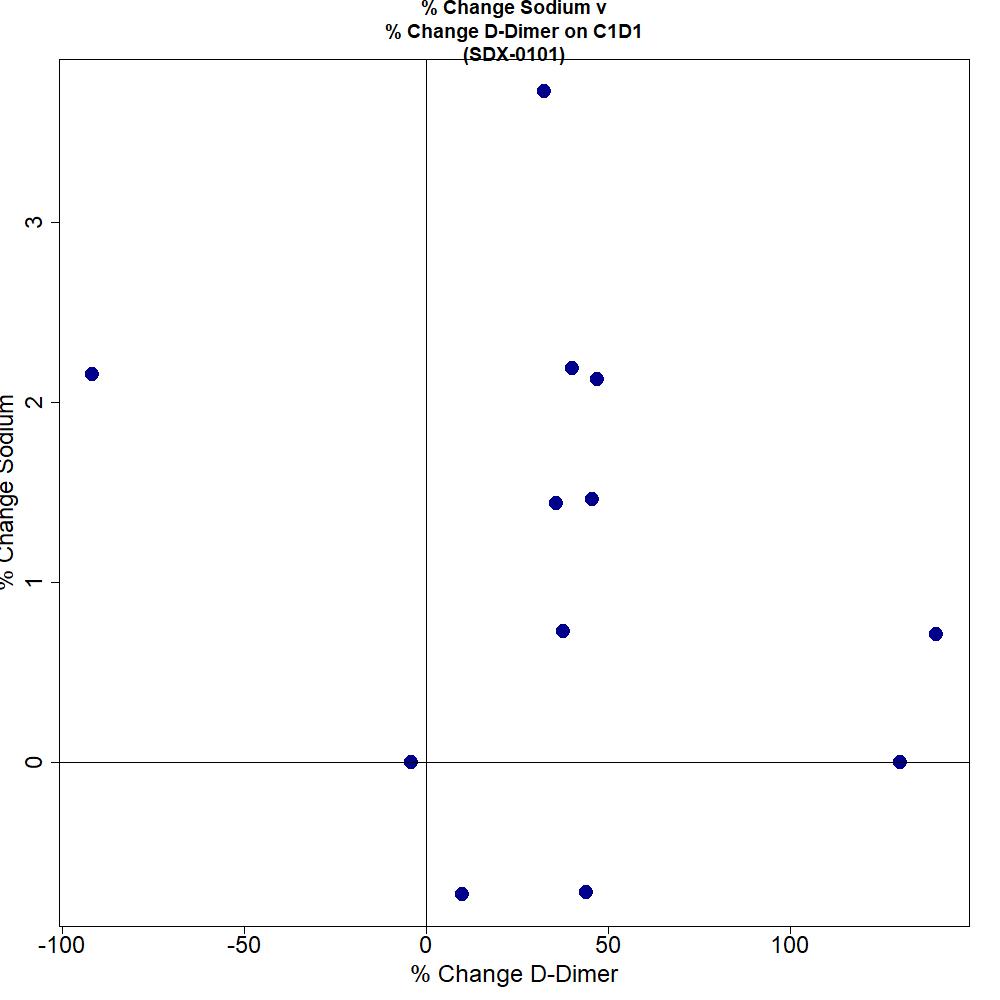 % Change Sodium v
% Change D-Dimer on C1D1
(SDX-0101)
3
2
1
0
% Change Sodium
-100
-50
0
50
100
% Change D-Dimer